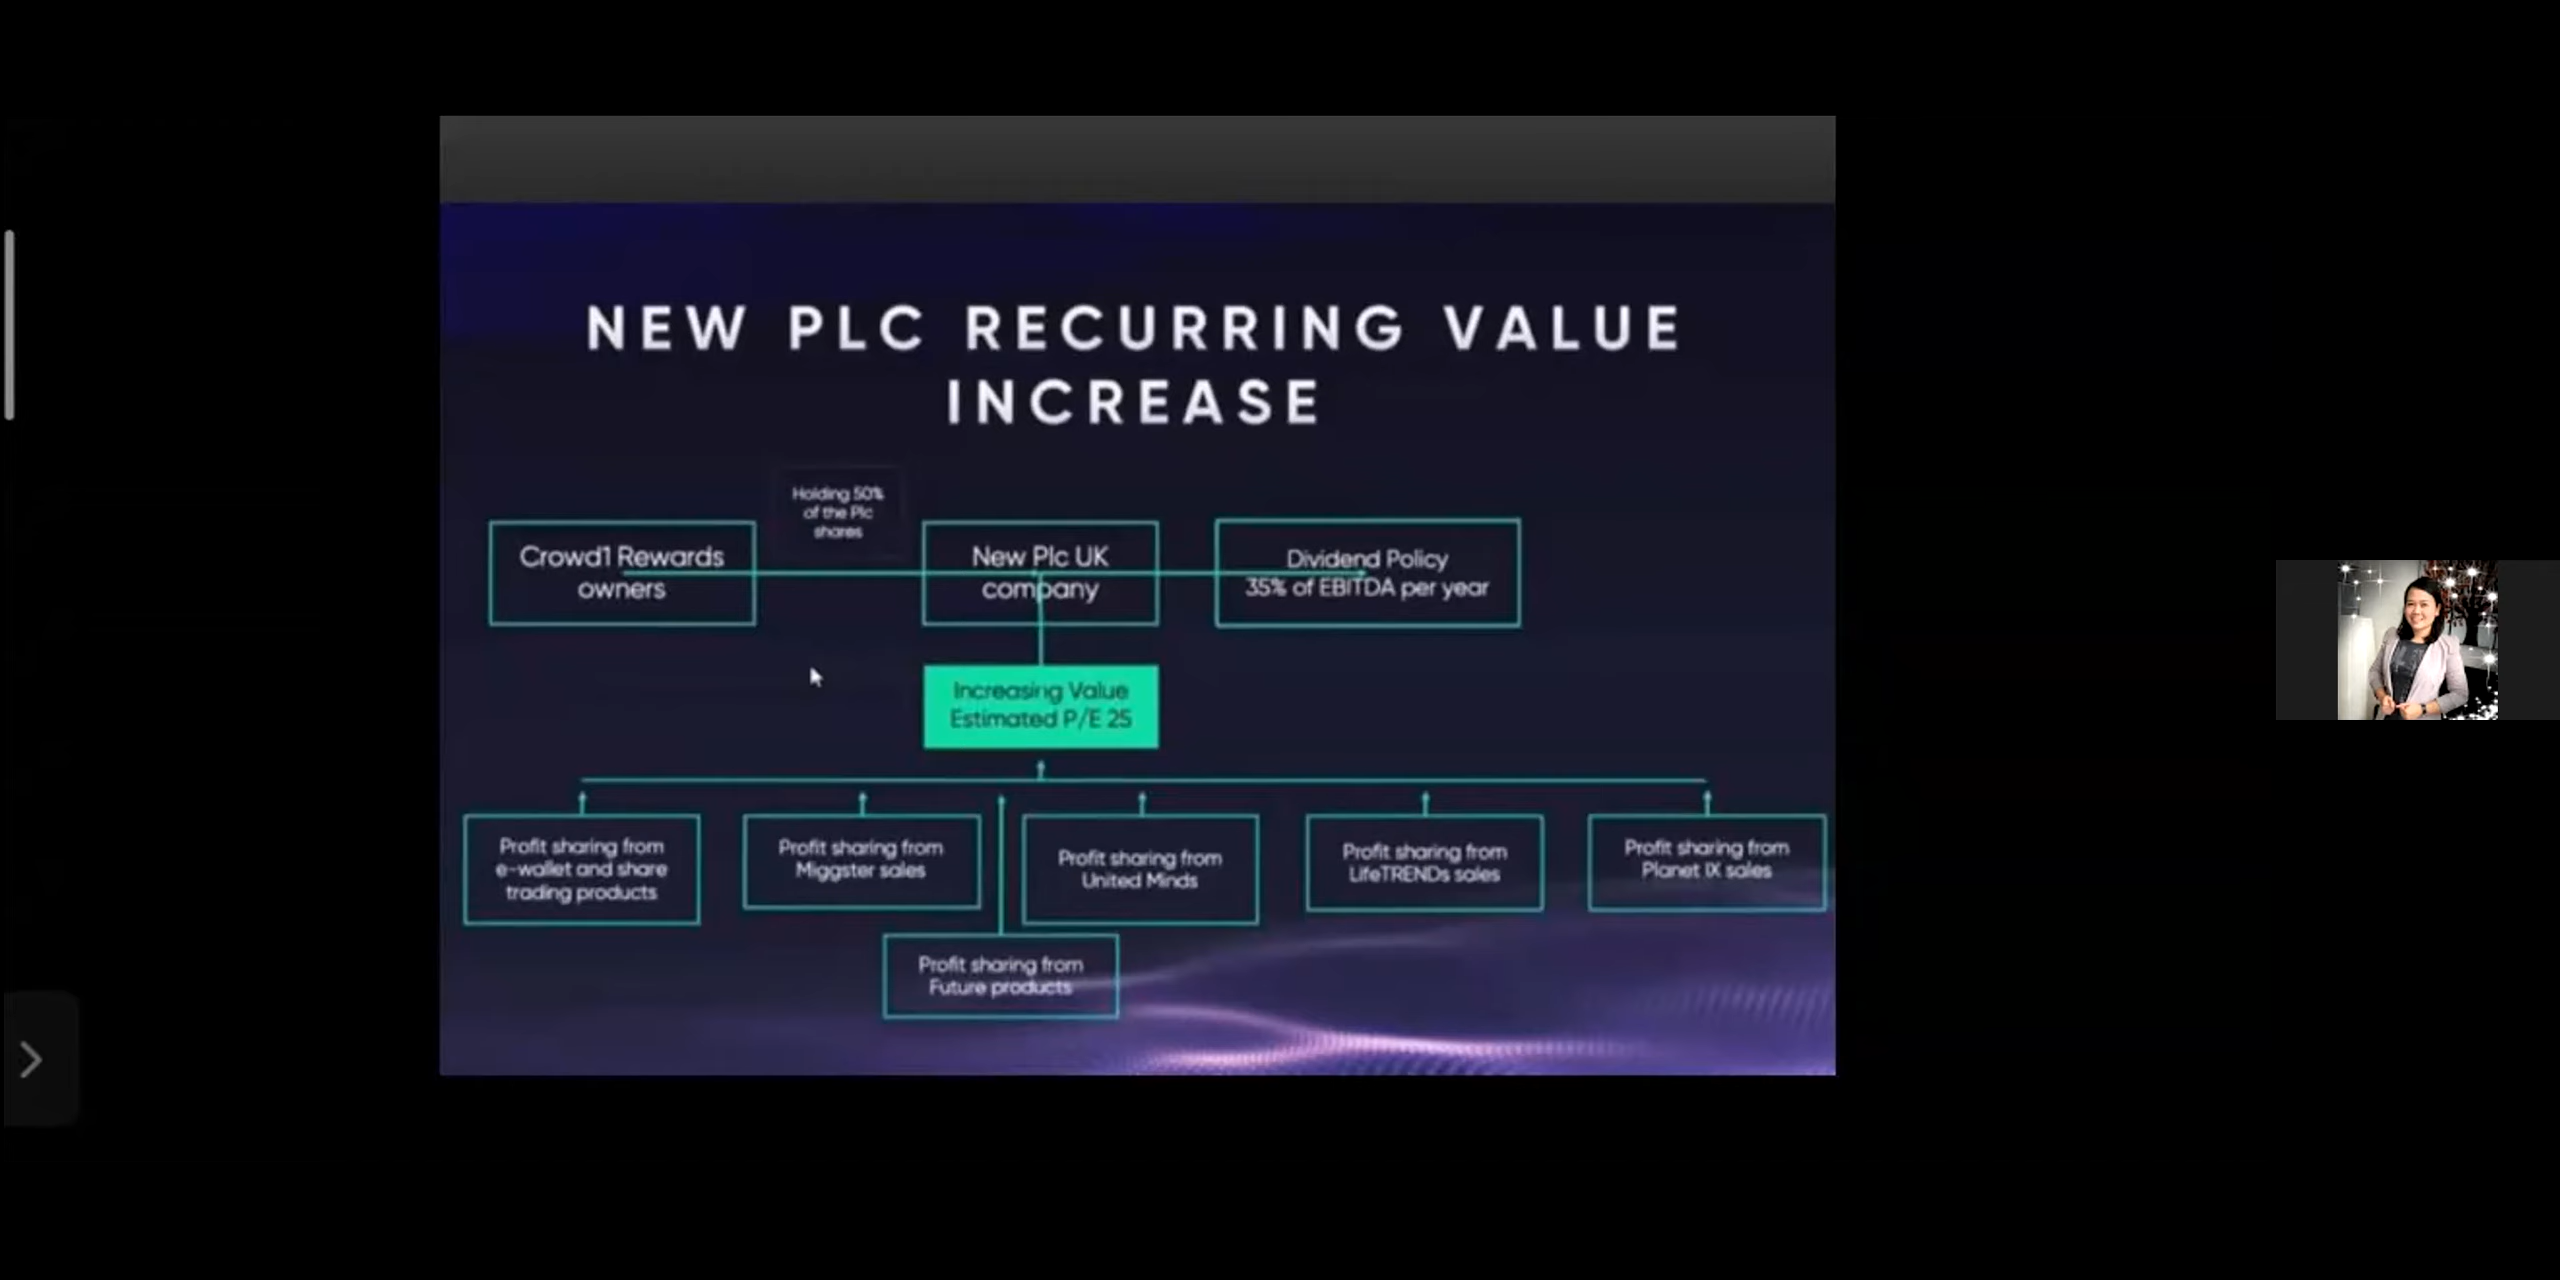 NEW PLC RECURRING VALUE
INCREASE
Holding 50%
of the Plc
shares
Crowd1 Rewards
owners
New Plc UK
company
Dividend Policy
35% of EBITDA per year
Increasing Value
Estimated P/E 25
Profit sharing from
e-wallet and share
trading products
Profit sharing from
Miggster sales
Profit sharing from
United Minds
Profit sharing from
LifeTRENDs sales
Profit sharing from
Planet IX sales
Profit sharing from
Future products